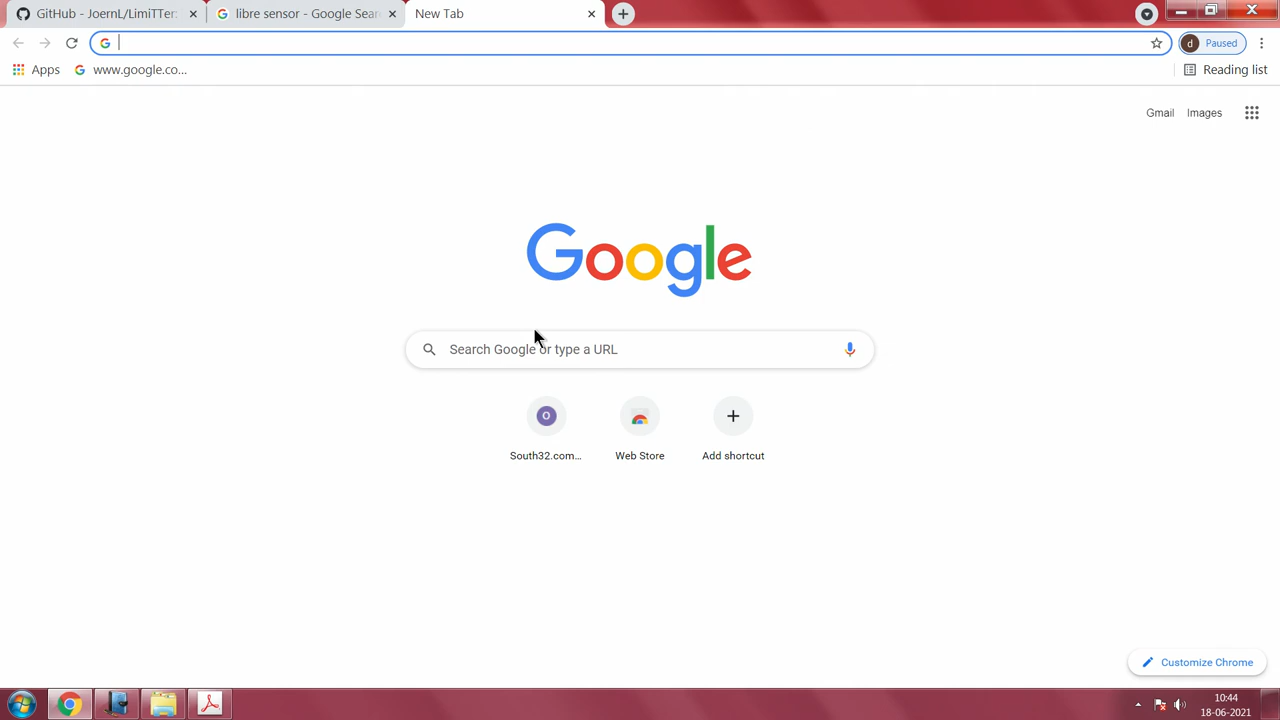 GitHub - JoernL/LimiTTer:
libre sensor - Google Sear
New Tab
d Paused
Apps
www.google.co...
Reading list
Gmail
Images
Google
Search Google or type a URL
O
South32.com...
Web Store
Add shortcut
Customize Chrome
10:44
18-06-2021